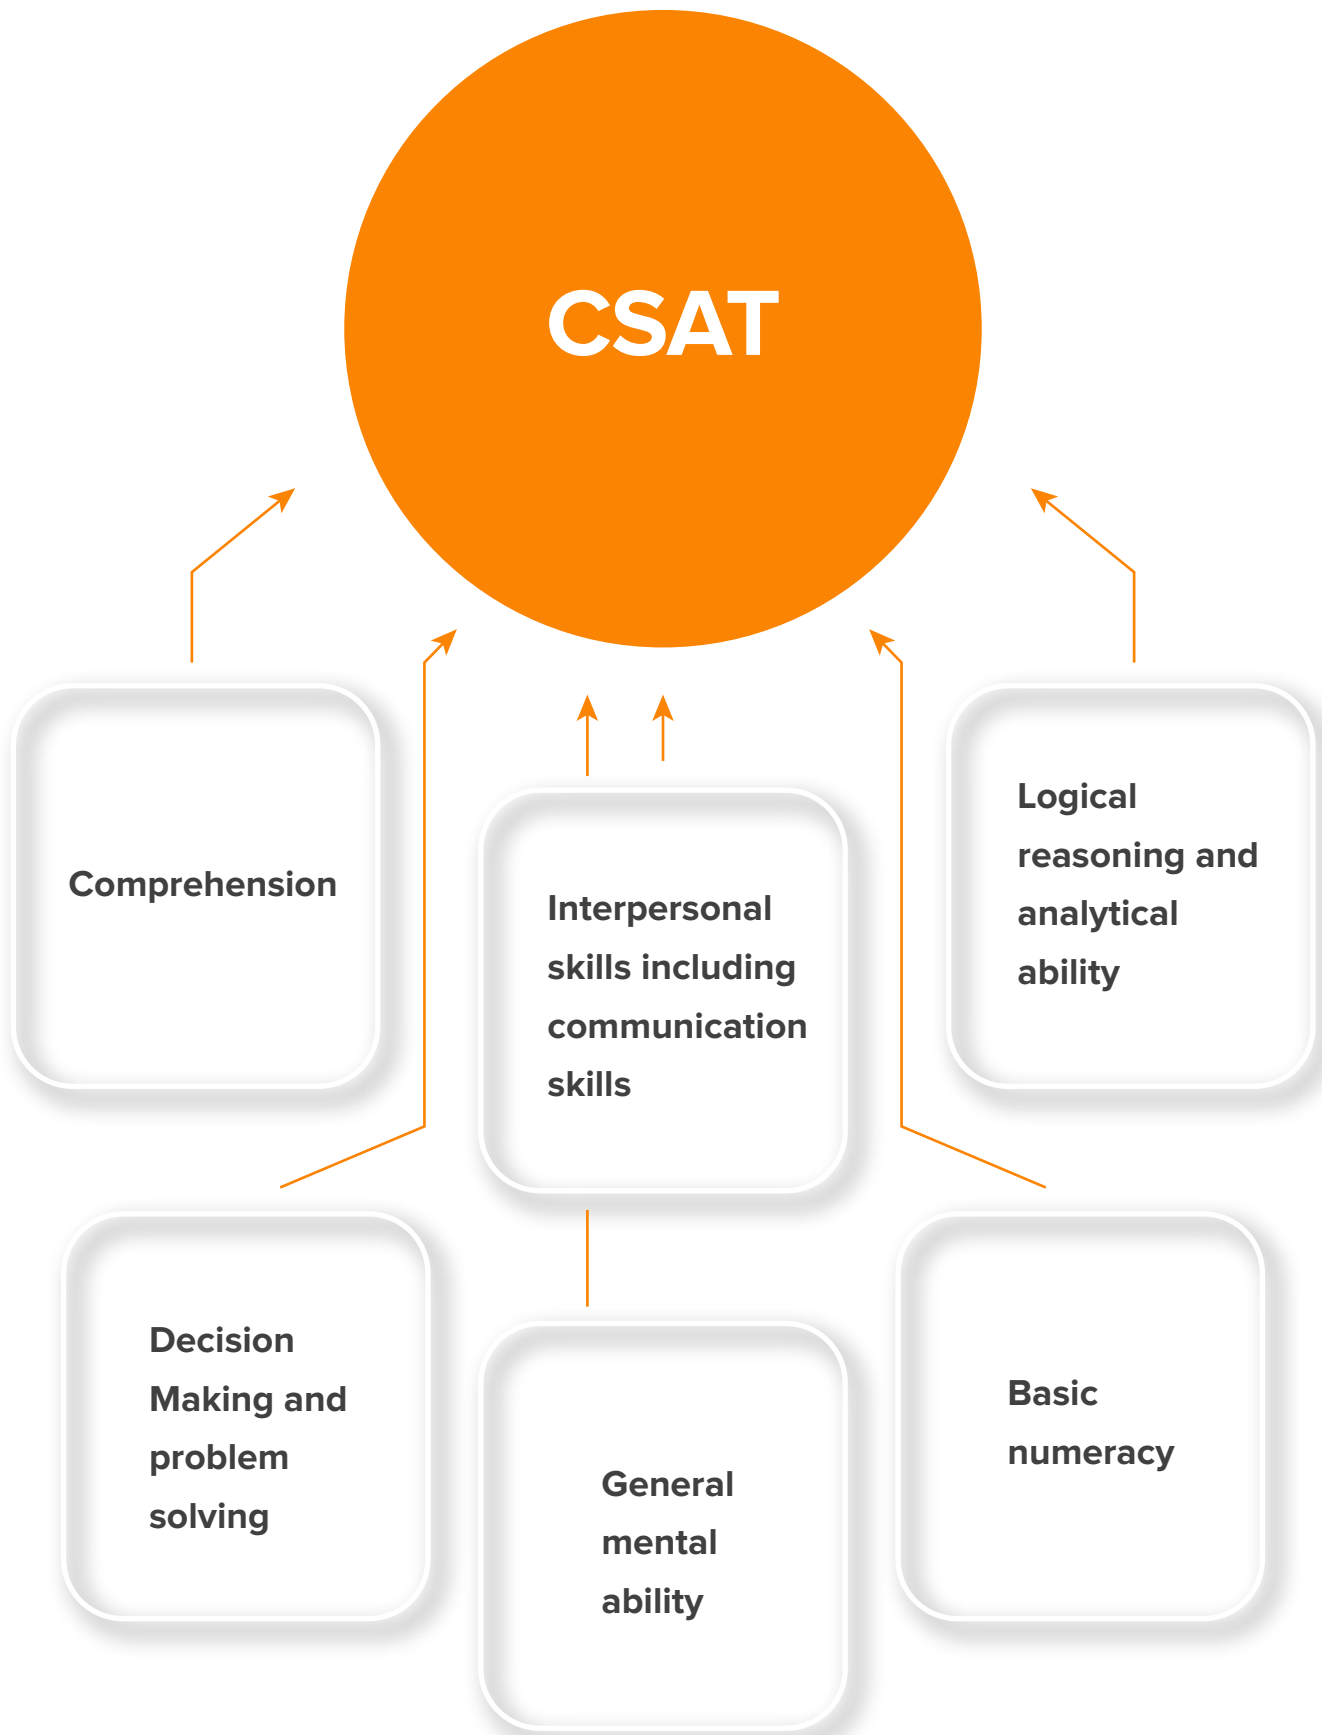 CSAT
Comprehension
Interpersonal
skills including
communication
skills
Logical
reasoning and
analytical
ability
Decision
Making and
problem
solving
General
mental
ability
Basic
numeracy